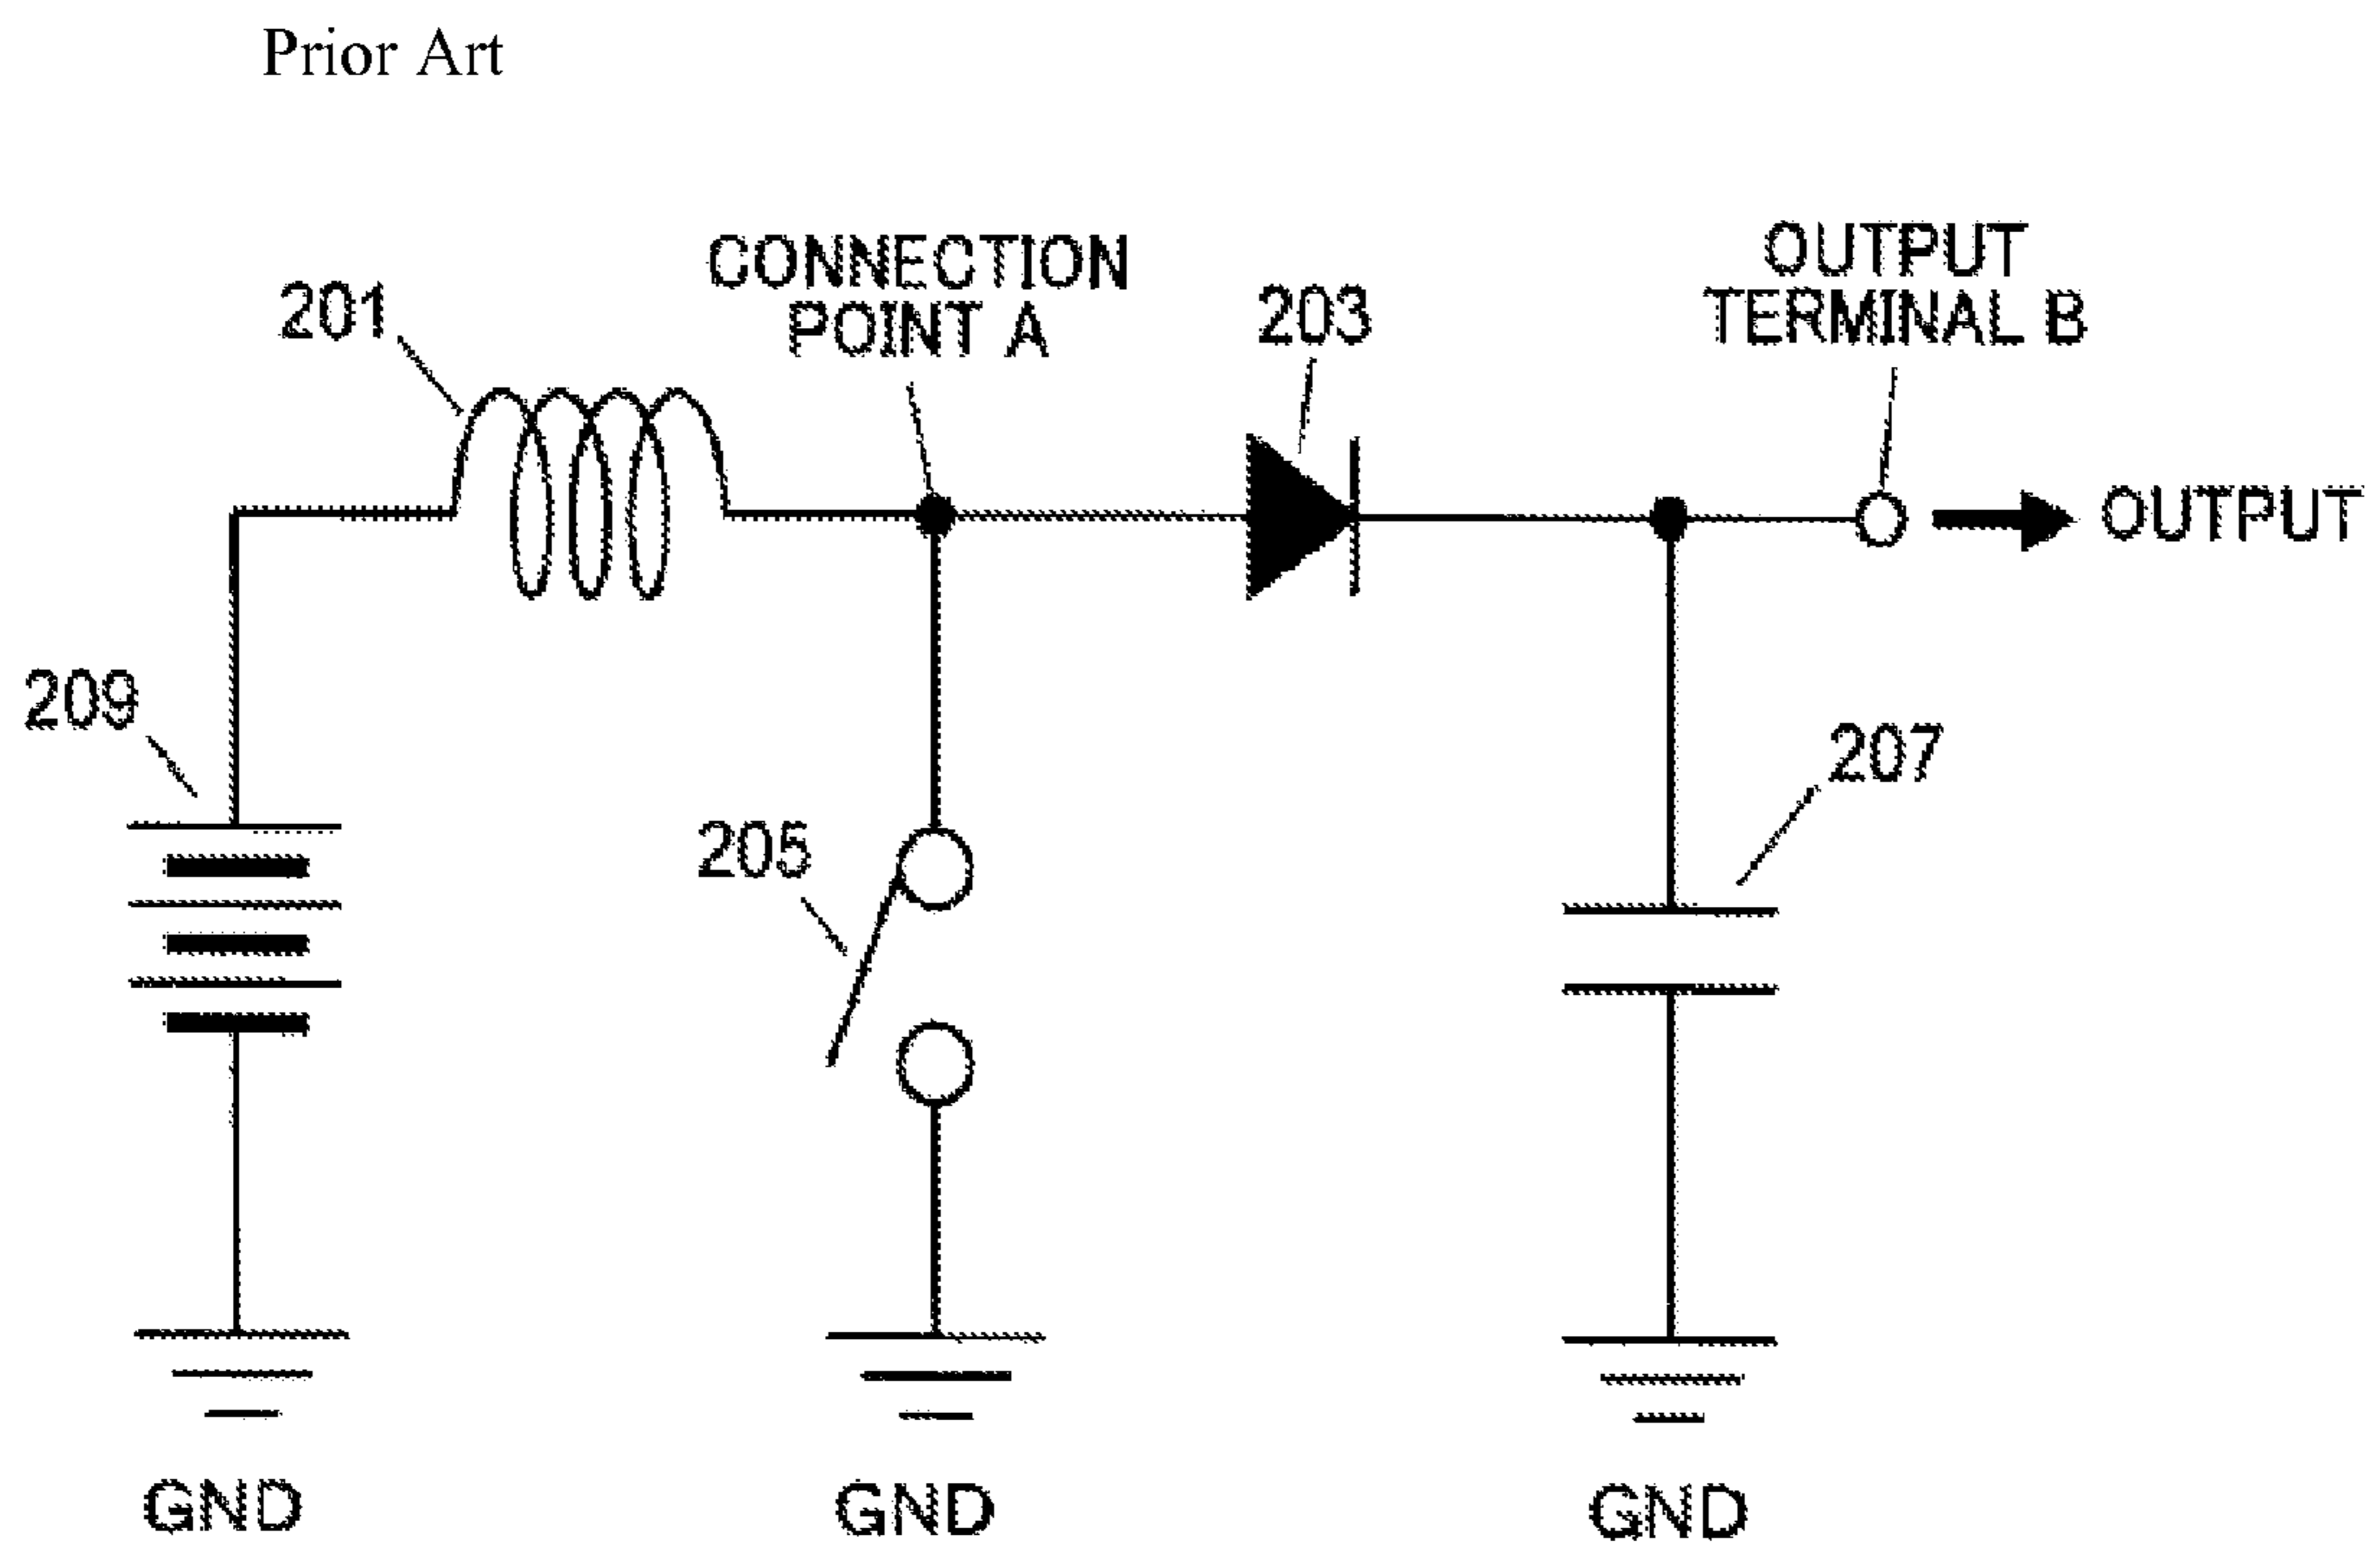 Prior Art
CONNECTION
POINT A
OUTPUT
TERMINAL B
201
203
OUTPUT
209
207
205
GND
GND
GND